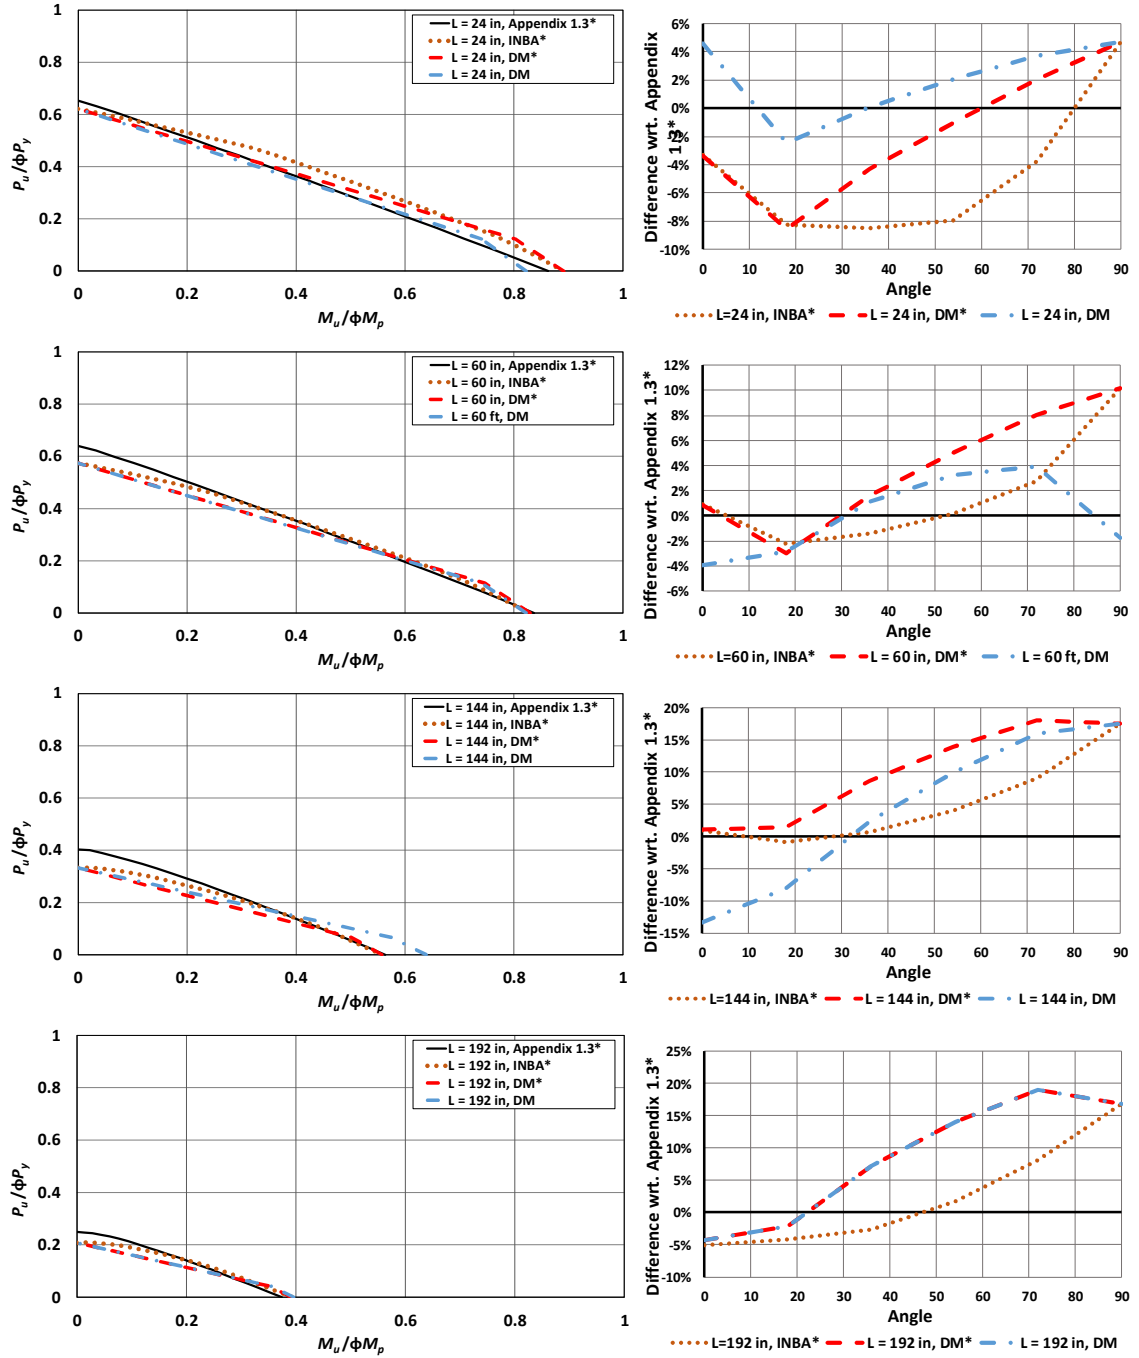 1
0.8
0.6
0.4
0.2
0
0
0.2
0.4
0.6
0.8
1
Pu/ϕPy
Mu/ϕMp
L = 24 in, Appendix 1.3*
L = 24 in, INBA*
L = 24 in, DM*
L = 24 in, DM
6%
4%
2%
0%
-2%
-4%
-6%
-8%
-10%
0
10
20
30
40
50
60
70
80
90
Difference wrt. Appendix
1.3*
Angle
L=24 in, INBA*
L = 24 in, DM*
L = 24 in, DM
1
0.8
0.6
0.4
0.2
0
0
0.2
0.4
0.6
0.8
1
Pu/ϕPy
Mu/ϕMp
L = 60 in, Appendix 1.3*
L = 60 in, INBA*
L = 60 in, DM*
L = 60 ft, DM
12%
10%
8%
6%
4%
2%
0%
-2%
-4%
-6%
0
10
20
30
40
50
60
70
80
90
Difference wrt. Appendix 1.3*
Angle
L=60 in, INBA*
L = 60 in, DM*
L = 60 ft, DM
1
0.8
0.6
0.4
0.2
0
0
0.2
0.4
0.6
0.8
1
Pu/ϕPy
Mu/ϕMp
L = 144 in, Appendix 1.3*
L = 144 in, INBA*
L = 144 in, DM*
L = 144 in, DM
20%
15%
10%
5%
0%
-5%
-10%
-15%
0
10
20
30
40
50
60
70
80
90
Difference wrt. Appendix 1.3*
Angle
L=144 in, INBA*
L = 144 in, DM*
L = 144 in, DM
1
0.8
0.6
0.4
0.2
0
0
0.2
0.4
0.6
0.8
1
Pu/ϕPy
Mu/ϕMp
L = 192 in, Appendix 1.3*
L = 192 in, INBA*
L = 192 in, DM*
L = 192 in, DM
25%
20%
15%
10%
5%
0%
-5%
-10%
0
10
20
30
40
50
60
70
80
90
Difference wrt. Appendix 1.3*
Angle
L=192 in, INBA*
L = 192 in, DM*
L = 192 in, DM